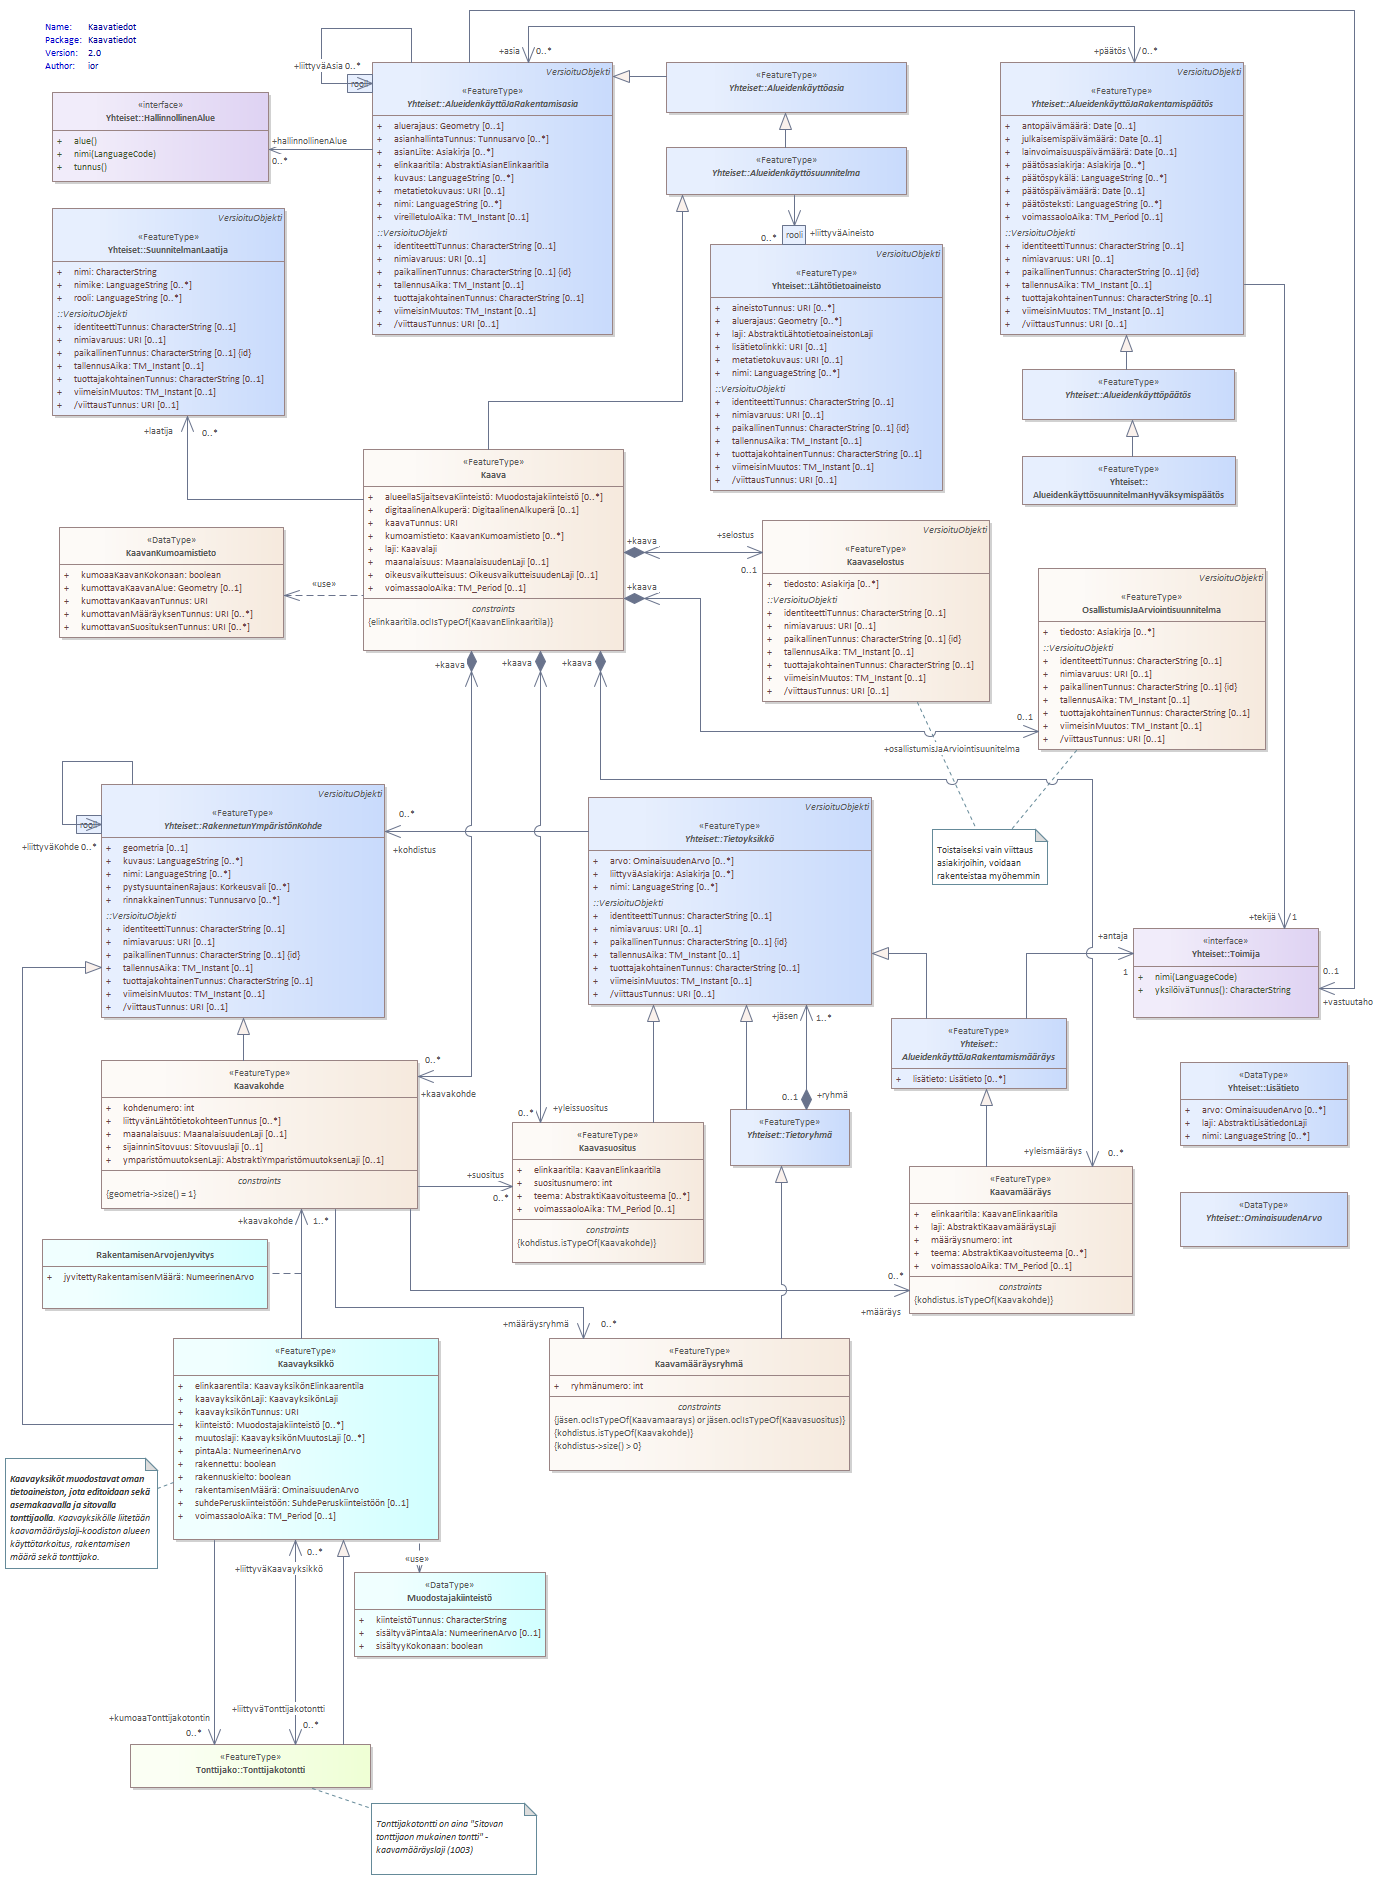 Name: Kaavatiedot
Package: Kaavatiedot
Version: 2.0
Author: ior
+asia
0..*
+päätös
0..*
+liittyväAsia 0..*
rooli
VersioituObjekti
«FeatureType»
Yhteiset::AlueidenkäyttöJaRakentamisasia
+ aluerajaus: Geometry [0..1]
+ asianhallintaTunnus: Tunnusarvo [0..*]
+ asianLiite: Asiakirja [0..*]
+ elinkaaritila: AbstraktiAsianElinkaaritila
+ kuvaus: LanguageString [0..*]
+ metatietokuvaus: URI [0..1]
+ nimi: LanguageString [0..*]
+ vireilletuloAika: TM_Instant [0..1]
::VersioituObjekti
+ identiteettiTunnus: CharacterString [0..1]
+ nimiavaruus: URI [0..1]
+ paikallinenTunnus: CharacterString [0..1] {id}
+ tallennusAika: TM_Instant [0..1]
+ tuottajakohtainenTunnus: CharacterString [0..1]
+ viimeisinMuutos: TM_Instant [0..1]
+ /viittausTunnus: URI [0..1]
«FeatureType»
Yhteiset::Alueidenkäyttöasia
«FeatureType»
Yhteiset::Alueidenkäyttösuunnitelma
VersioituObjekti
«FeatureType»
Yhteiset::AlueidenkäyttöJaRakentamispäätös
+ antopäivämäärä: Date [0..1]
+ julkaisemispäivämäärä: Date [0..1]
+ lainvoimaisuuspäivämäärä: Date [0..1]
+ päätösasiakirja: Asiakirja [0..*]
+ päätöspykälä: LanguageString [0..*]
+ päätöspäivämäärä: Date [0..1]
+ päätösteksti: LanguageString [0..*]
+ voimassaoloAika: TM_Period [0..1]
::VersioituObjekti
+ identiteettiTunnus: CharacterString [0..1]
+ nimiavaruus: URI [0..1]
+ paikallinenTunnus: CharacterString [0..1] {id}
+ tallennusAika: TM_Instant [0..1]
+ tuottajakohtainenTunnus: CharacterString [0..1]
+ viimeisinMuutos: TM_Instant [0..1]
+ /viittausTunnus: URI [0..1]
«interface»
Yhteiset::HallinnollinenAlue
+ alue()
+ nimi(LanguageCode)
+ tunnus()
+hallinnollinenAlue
0..*
VersioituObjekti
«FeatureType»
Yhteiset::SuunnitelmanLaatija
+ nimi: CharacterString
+ nimike: LanguageString [0..*]
+ rooli: LanguageString [0..*]
::VersioituObjekti
+ identiteettiTunnus: CharacterString [0..1]
+ nimiavaruus: URI [0..1]
+ paikallinenTunnus: CharacterString [0..1] {id}
+ tallennusAika: TM_Instant [0..1]
+ tuottajakohtainenTunnus: CharacterString [0..1]
+ viimeisinMuutos: TM_Instant [0..1]
+ /viittausTunnus: URI [0..1]
+laatija
0..*
0..*
rooli
+liittyväAineisto
VersioituObjekti
«FeatureType»
Yhteiset::Lähtötietoaineisto
+ aineistoTunnus: URI [0..*]
+ aluerajaus: Geometry [0..*]
+ laji: AbstraktiLähtotietoaineistonLaji
+ lisätietolinkki: URI [0..1]
+ metatietokuvaus: URI [0..1]
+ nimi: LanguageString [0..*]
::VersioituObjekti
+ identiteettiTunnus: CharacterString [0..1]
+ nimiavaruus: URI [0..1]
+ paikallinenTunnus: CharacterString [0..1] {id}
+ tallennusAika: TM_Instant [0..1]
+ tuottajakohtainenTunnus: CharacterString [0..1]
+ viimeisinMuutos: TM_Instant [0..1]
+ /viittausTunnus: URI [0..1]
«FeatureType»
Yhteiset::Alueidenkäyttöpäätös
«FeatureType»
Yhteiset::
AlueidenkäyttösuunnitelmanHyväksymispäätös
«FeatureType»
Kaava
+ alueellaSijaitsevaKiinteistö: Muodostajakiinteistö [0..*]
+ digitaalinenAlkuperä: DigitaalinenAlkuperä [0..1]
+ kaavaTunnus: URI
+ kumoamistieto: KaavanKumoamistieto [0..*]
+ laji: Kaavalaji
+ maanalaisuus: MaanalaisuudenLaji [0..1]
+ oikeusvaikutteisuus: OikeusvaikutteisuudenLaji [0..1]
+ voimassaoloAika: TM_Period [0..1]
constraints
{elinkaaritila.oclIsTypeOf(KaavanElinkaaritila)}
«DataType»
KaavanKumoamistieto
+ kumoaaKaavanKokonaan: boolean
+ kumottavaKaavanAlue: Geometry [0..1]
+ kumottavanKaavanTunnus: URI
+ kumottavanMääräyksenTunnus: URI [0..*]
+ kumottavanSuosituksenTunnus: URI [0..*]
«use»
+kaava
+selostus
0..1
+kaava
VersioituObjekti
«FeatureType»
Kaavaselostus
+ tiedosto: Asiakirja [0..*]
::VersioituObjekti
+ identiteettiTunnus: CharacterString [0..1]
+ nimiavaruus: URI [0..1]
+ paikallinenTunnus: CharacterString [0..1] {id}
+ tallennusAika: TM_Instant [0..1]
+ tuottajakohtainenTunnus: CharacterString [0..1]
+ viimeisinMuutos: TM_Instant [0..1]
+ /viittausTunnus: URI [0..1]
VersioituObjekti
«FeatureType»
OsallistumisJaArviointisuunnitelma
+ tiedosto: Asiakirja [0..*]
::VersioituObjekti
+ identiteettiTunnus: CharacterString [0..1]
+ nimiavaruus: URI [0..1]
+ paikallinenTunnus: CharacterString [0..1] {id}
+ tallennusAika: TM_Instant [0..1]
+ tuottajakohtainenTunnus: CharacterString [0..1]
+ viimeisinMuutos: TM_Instant [0..1]
+ /viittausTunnus: URI [0..1]
+kaava
+kaava
+kaava
0..1
+osallistumisJaArviointisuunitelma
Toistaiseksi vain viittaus
asiakirjoihin, voidaan
rakenteistaa myöhemmin
rooli
+liittyväKohde 0..*
VersioituObjekti
«FeatureType»
Yhteiset::RakennetunYmpäristönKohde
+ geometria [0..1]
+ kuvaus: LanguageString [0..*]
+ nimi: LanguageString [0..*]
+ pystysuuntainenRajaus: Korkeusvali [0..*]
+ rinnakkainenTunnus: Tunnusarvo [0..*]
::VersioituObjekti
+ identiteettiTunnus: CharacterString [0..1]
+ nimiavaruus: URI [0..1]
+ paikallinenTunnus: CharacterString [0..1] {id}
+ tallennusAika: TM_Instant [0..1]
+ tuottajakohtainenTunnus: CharacterString [0..1]
+ viimeisinMuutos: TM_Instant [0..1]
+ /viittausTunnus: URI [0..1]
0..*
+kohdistus
VersioituObjekti
«FeatureType»
Yhteiset::Tietoyksikkö
+ arvo: OminaisuudenArvo [0..*]
+ liittyväAsiakirja: Asiakirja [0..*]
+ nimi: LanguageString [0..*]
::VersioituObjekti
+ identiteettiTunnus: CharacterString [0..1]
+ nimiavaruus: URI [0..1]
+ paikallinenTunnus: CharacterString [0..1] {id}
+ tallennusAika: TM_Instant [0..1]
+ tuottajakohtainenTunnus: CharacterString [0..1]
+ viimeisinMuutos: TM_Instant [0..1]
+ /viittausTunnus: URI [0..1]
+tekijä
1
+antaja
1
«interface»
Yhteiset::Toimija
+ nimi(LanguageCode)
+ yksilöiväTunnus(): CharacterString
0..1
+vastuutaho
+jäsen
1..*
«FeatureType»
Yhteiset::
AlueidenkäyttöJaRakentamismääräys
+ lisätieto: Lisätieto [0..*]
«FeatureType»
Kaavakohde
+ kohdenumero: int
+ liittyvänLähtötietokohteenTunnus [0..*]
+ maanalaisuus: MaanalaisuudenLaji [0..1]
+ sijainninSitovuus: Sitovuuslaji [0..1]
+ ympäristömuutoksenLaji: AbstraktiYmparistömuutoksenLaji [0..1]
constraints
{geometria->size() = 1}
0..*
+kaavakohde
0..*
+yleissuositus
0..1
+ryhmä
«FeatureType»
Yhteiset::Tietoryhmä
«DataType»
Yhteiset::Lisätieto
+ arvo: OminaisuudenArvo [0..*]
+ laji: AbstraktiLisätiedonLaji
+ nimi: LanguageString [0..*]
«FeatureType»
Kaavasuositus
+ elinkaaritila: KaavanElinkaaritila
+ suositusnumero: int
+ teema: AbstraktiKaavoitusteema [0..*]
+ voimassaoloAika: TM_Period [0..1]
constraints
{kohdistus.isTypeOf(Kaavakohde)}
+suositus
0..*
+yleismääräys
0..*
«FeatureType»
Kaavamääräys
+ elinkaaritila: KaavanElinkaaritila
+ laji: AbstraktiKaavamääräysLaji
+ määräysnumero: int
+ teema: AbstraktiKaavoitusteema [0..*]
+ voimassaoloAika: TM_Period [0..1]
constraints
{kohdistus.isTypeOf(Kaavakohde)}
«DataType»
Yhteiset::OminaisuudenArvo
+kaavakohde
1..*
RakentamisenArvojenJyvitys
+ jyvitettyRakentamisenMäärä: NumeerinenArvo
0..*
+määräys
+määräysryhmä
0..*
«FeatureType»
Kaavayksikkö
+ elinkaarentila: KaavayksikönElinkaarentila
+ kaavayksikönLaji: KaavayksikönLaji
+ kaavayksikönTunnus: URI
+ kiinteistö: Muodostajakiinteistö [0..*]
+ muutoslaji: KaavayksikönMuutosLaji [0..*]
+ pintaAla: NumeerinenArvo
+ rakennettu: boolean
+ rakennuskielto: boolean
+ rakentamisenMäärä: OminaisuudenArvo
+ suhdePeruskiinteistöön: SuhdePeruskiinteistöön [0..1]
+ voimassaoloAika: TM_Period [0..1]
«FeatureType»
Kaavamääräysryhmä
+ ryhmänumero: int
constraints
{jäsen.oclIsTypeOf(Kaavamaarays) or jäsen.oclIsTypeOf(Kaavasuositus)}
{kohdistus.isTypeOf(Kaavakohde)}
{kohdistus->size() > 0}
Kaavayksiköt muodostavat oman
tietoaineiston, jota editoidaan sekä
asemakaavalla ja sitovalla
tonttijaolla. Kaavayksikölle liitetään
kaavamääräyslaji-koodiston alueen
käyttötarkoitus, rakentamisen
määrä sekä tonttijako.
0..*
+liittyväKaavayksikkö
«use»
«DataType»
Muodostajakiinteistö
+ kiinteistöTunnus: CharacterString
+ sisältyväPintaAla: NumeerinenArvo [0..1]
+ sisältyyKokonaan: boolean
+kumoaaTonttijakotontin
0..*
+liittyväTonttijakotontti
0..*
«FeatureType»
Tonttijako::Tonttijakotontti
Tonttijakotontti on aina "Sitovan
tonttijaon mukainen tontti" -
kaavamääräyslaji (1003)